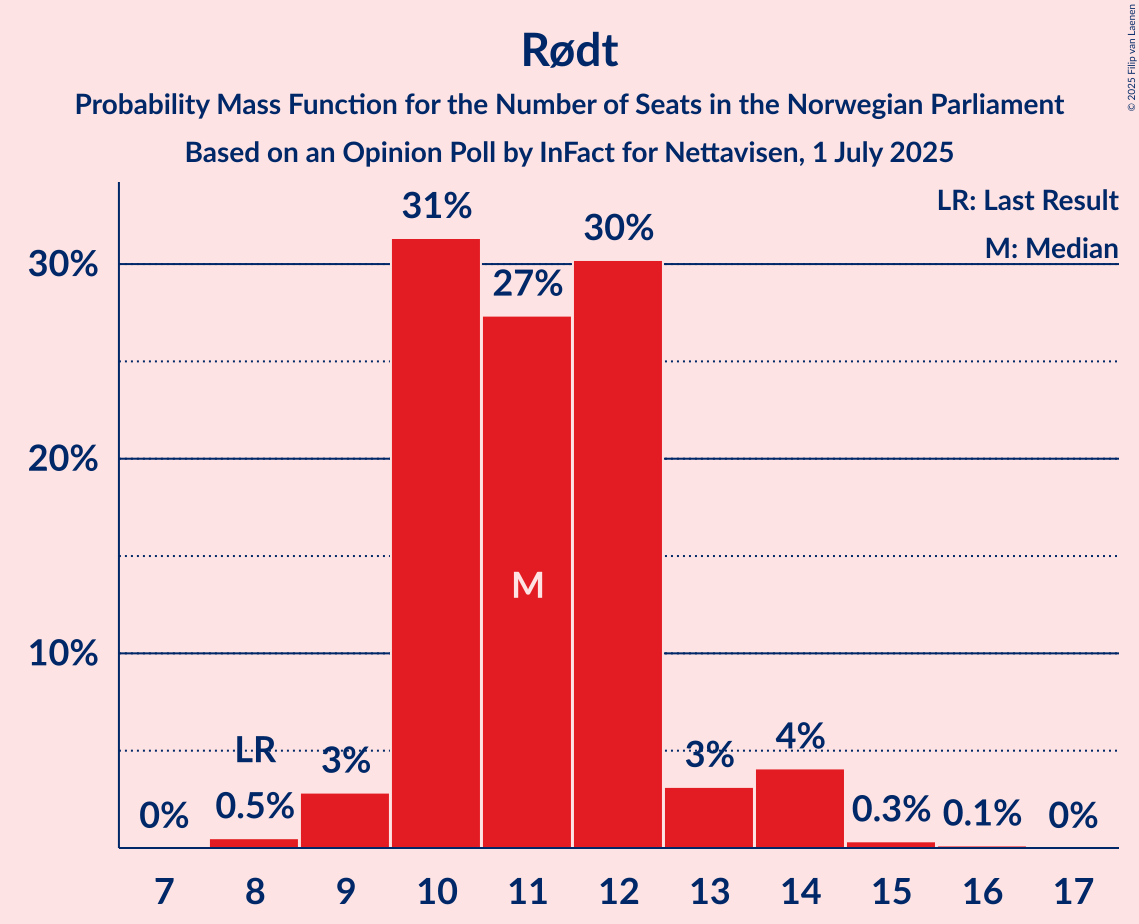 Rødt
Probability Mass Function for the Number of Seats in the Norwegian Parliament
Based on an Opinion Poll by InFact for Nettavisen, 1 July 2025
© 2025 Filip van Laenen
LR: Last Result
M: Median
30%
20%
10%
0%
LR
0.5%
3%
31%
27%
M
30%
3%
4%
0.3%
0.1%
0%
7 8 9 10 11 12 13 14 15 16 17